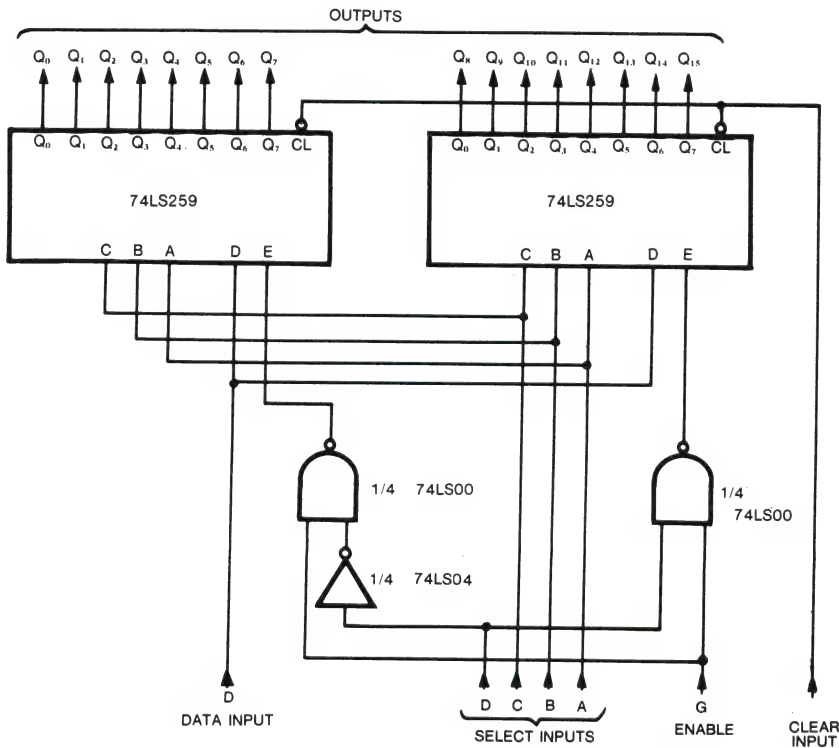 OUTPUTS
Q₀ Q₁ Q₂ Q₃ Q₄ Q₅ Q₆ Q₇ Q₈ Q₉ Q₁₀ Q₁₁ Q₁₂ Q₁₃ Q₁₄ Q₁₅
Q₀ Q₁ Q₂ Q₃ Q₄ Q₅ Q₆ Q₇ CL Q₀ Q₁ Q₂ Q₃ Q₄ Q₅ Q₆ Q₇ CL
74LS259 74LS259
C B A D E C B A D E
1/4 74LS00 1/4
74LS00
1/4 74LS04
D D C B A G
DATA INPUT SELECT INPUTS ENABLE CLEAR
INPUT